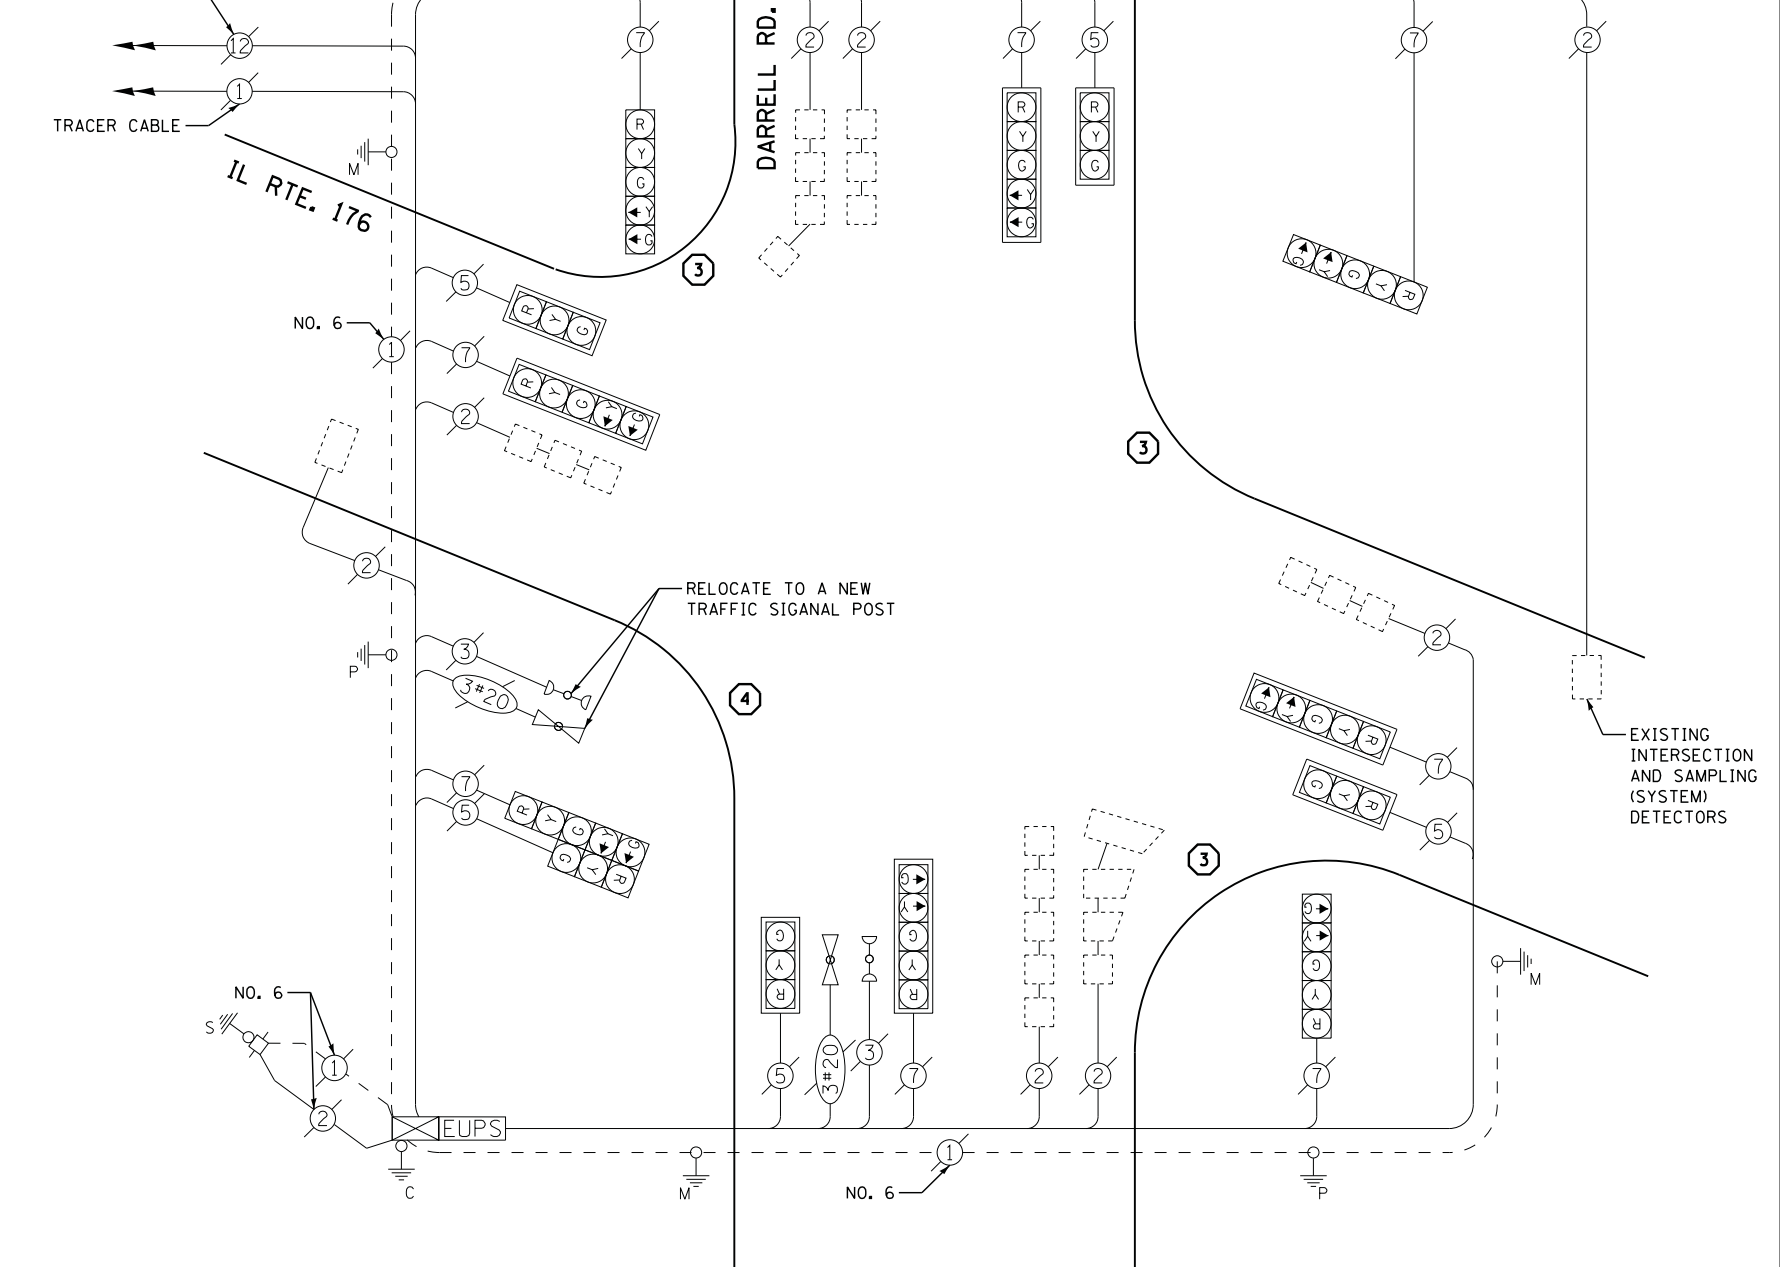 12
1
TRACER CABLE
M
IL RTE. 176
DARRELL RD.
7
2
2
7
5
7
2
R
Y
G
Y
G
R
Y
G
Y
G
R
Y
G
3
G Y G Y R
5
R Y G
NO. 6
1
7
R Y G Y G
2
3
2
RELOCATE TO A NEW
TRAFFIC SIGANAL POST
3
P
3#20
4
2
G Y G Y R
7
G Y R
5
EXISTING
INTERSECTION
AND SAMPLING
(SYSTEM)
DETECTORS
7
R Y G Y G
5
G Y R
3
G
Y
R
G
Y
G
Y
R
G
Y
G
Y
R
M
NO. 6
S
1
2
5
3#20
3
7
2
2
7
EUPS
C
M
1
NO. 6
P